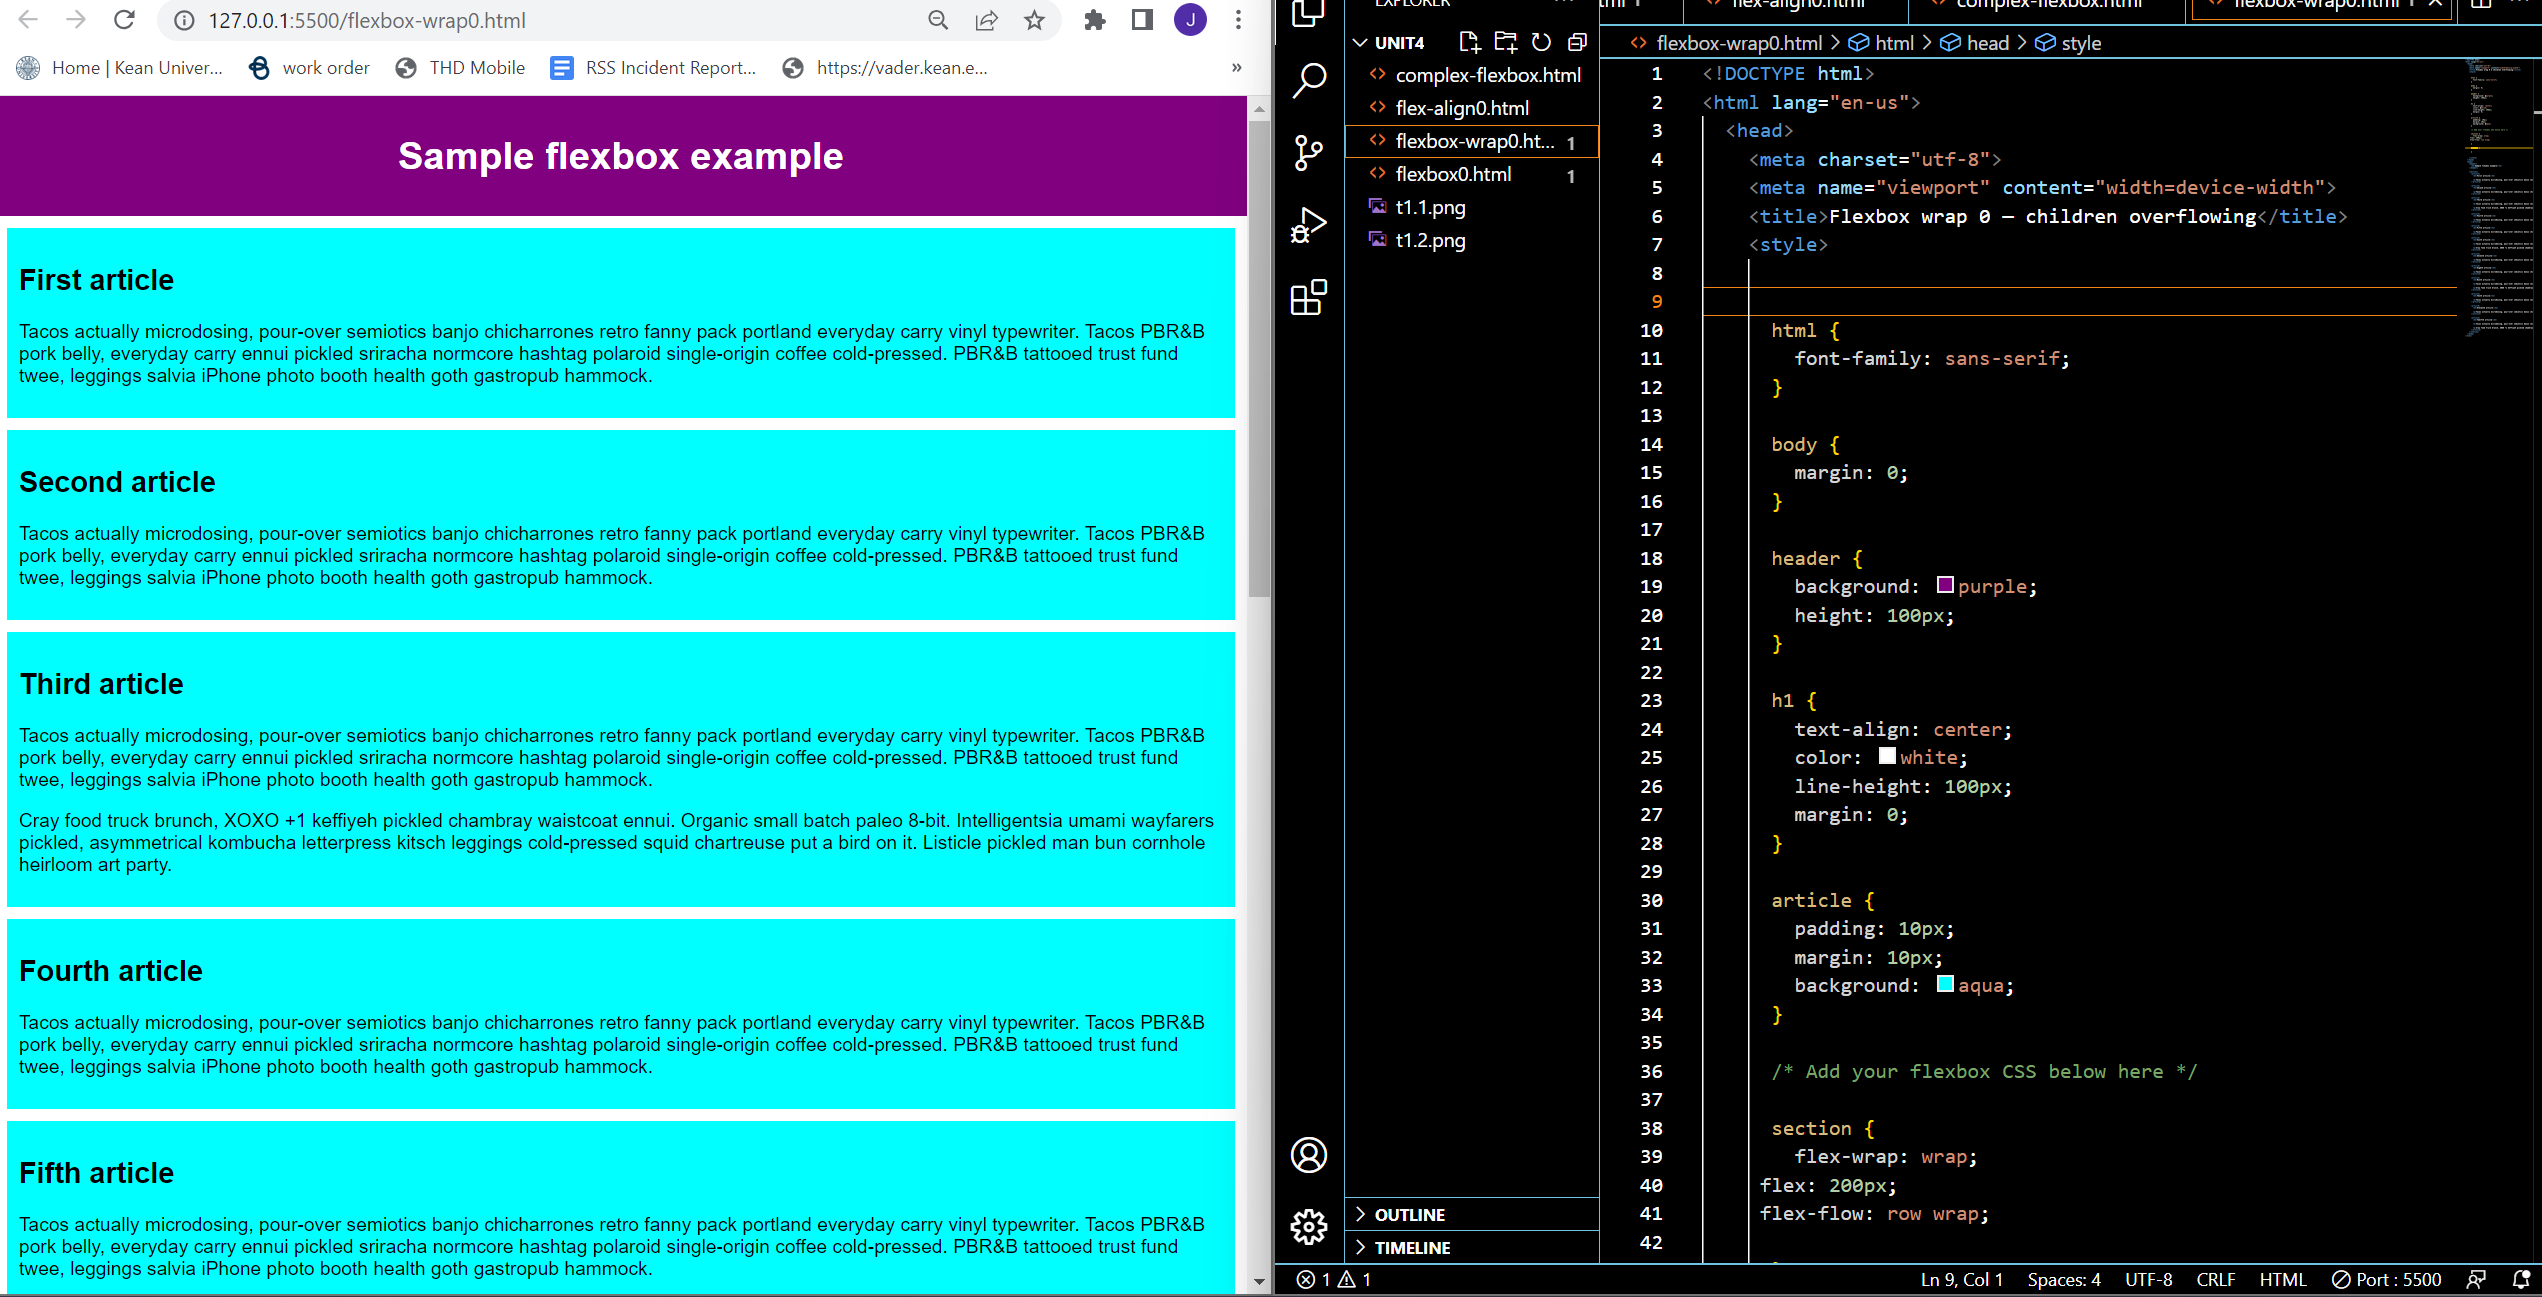 127.0.0.1:5500/flexbox-wrap0.html
J
Home | Kean Univer...
work order
THD Mobile
RSS Incident Report...
https://vader.kean.e...
»
Sample flexbox example
First article
Tacos actually microdosing, pour-over semiotics banjo chicharrones retro fanny pack portland everyday carry vinyl typewriter. Tacos PBR&B
pork belly, everyday carry ennui pickled sriracha normcore hashtag polaroid single-origin coffee cold-pressed. PBR&B tattooed trust fund
twee, leggings salvia iPhone photo booth health goth gastropub hammock.
Second article
Tacos actually microdosing, pour-over semiotics banjo chicharrones retro fanny pack portland everyday carry vinyl typewriter. Tacos PBR&B
pork belly, everyday carry ennui pickled sriracha normcore hashtag polaroid single-origin coffee cold-pressed. PBR&B tattooed trust fund
twee, leggings salvia iPhone photo booth health goth gastropub hammock.
Third article
Tacos actually microdosing, pour-over semiotics banjo chicharrones retro fanny pack portland everyday carry vinyl typewriter. Tacos PBR&B
pork belly, everyday carry ennui pickled sriracha normcore hashtag polaroid single-origin coffee cold-pressed. PBR&B tattooed trust fund
twee, leggings salvia iPhone photo booth health goth gastropub hammock.
Cray food truck brunch, XOXO +1 keffiyeh pickled chambray waistcoat ennui. Organic small batch paleo 8-bit. Intelligentsia umami wayfarers
pickled, asymmetrical kombucha letterpress kitsch leggings cold-pressed squid chartreuse put a bird on it. Listicle pickled man bun cornhole
heirloom art party.
Fourth article
Tacos actually microdosing, pour-over semiotics banjo chicharrones retro fanny pack portland everyday carry vinyl typewriter. Tacos PBR&B
pork belly, everyday carry ennui pickled sriracha normcore hashtag polaroid single-origin coffee cold-pressed. PBR&B tattooed trust fund
twee, leggings salvia iPhone photo booth health goth gastropub hammock.
Fifth article
Tacos actually microdosing, pour-over semiotics banjo chicharrones retro fanny pack portland everyday carry vinyl typewriter. Tacos PBR&B
pork belly, everyday carry ennui pickled sriracha normcore hashtag polaroid single-origin coffee cold-pressed. PBR&B tattooed trust fund
twee, leggings salvia iPhone photo booth health goth gastropub hammock.
EXPLORER
UNIT4
complex-flexbox.html
flex-align0.html
flexbox-wrap0.ht... 1
flexbox0.html 1
t1.1.png
t1.2.png
OUTLINE
TIMELINE
flex-align0.html
complex-flexbox.html
flexbox-wrap0.html 1
flexbox-wrap0.html > html > head > style
1 <!DOCTYPE html>
2 <html lang="en-us">
3 <head>
4 <meta charset="utf-8">
5 <meta name="viewport" content="width=device-width">
6 <title>Flexbox wrap 0 — children overflowing</title>
7 <style>
8
9
10 html {
11 font-family: sans-serif;
12 }
13
14 body {
15 margin: 0;
16 }
17
18 header {
19 background: purple;
20 height: 100px;
21 }
22
23 h1 {
24 text-align: center;
25 color: white;
26 line-height: 100px;
27 margin: 0;
28 }
29
30 article {
31 padding: 10px;
32 margin: 10px;
33 background: aqua;
34 }
35
36 /* Add your flexbox CSS below here */
37
38 section {
39 flex-wrap: wrap;
40 flex: 200px;
41 flex-flow: row wrap;
42
1 1
Ln 9, Col 1
Spaces: 4
UTF-8
CRLF
HTML
Port : 5500